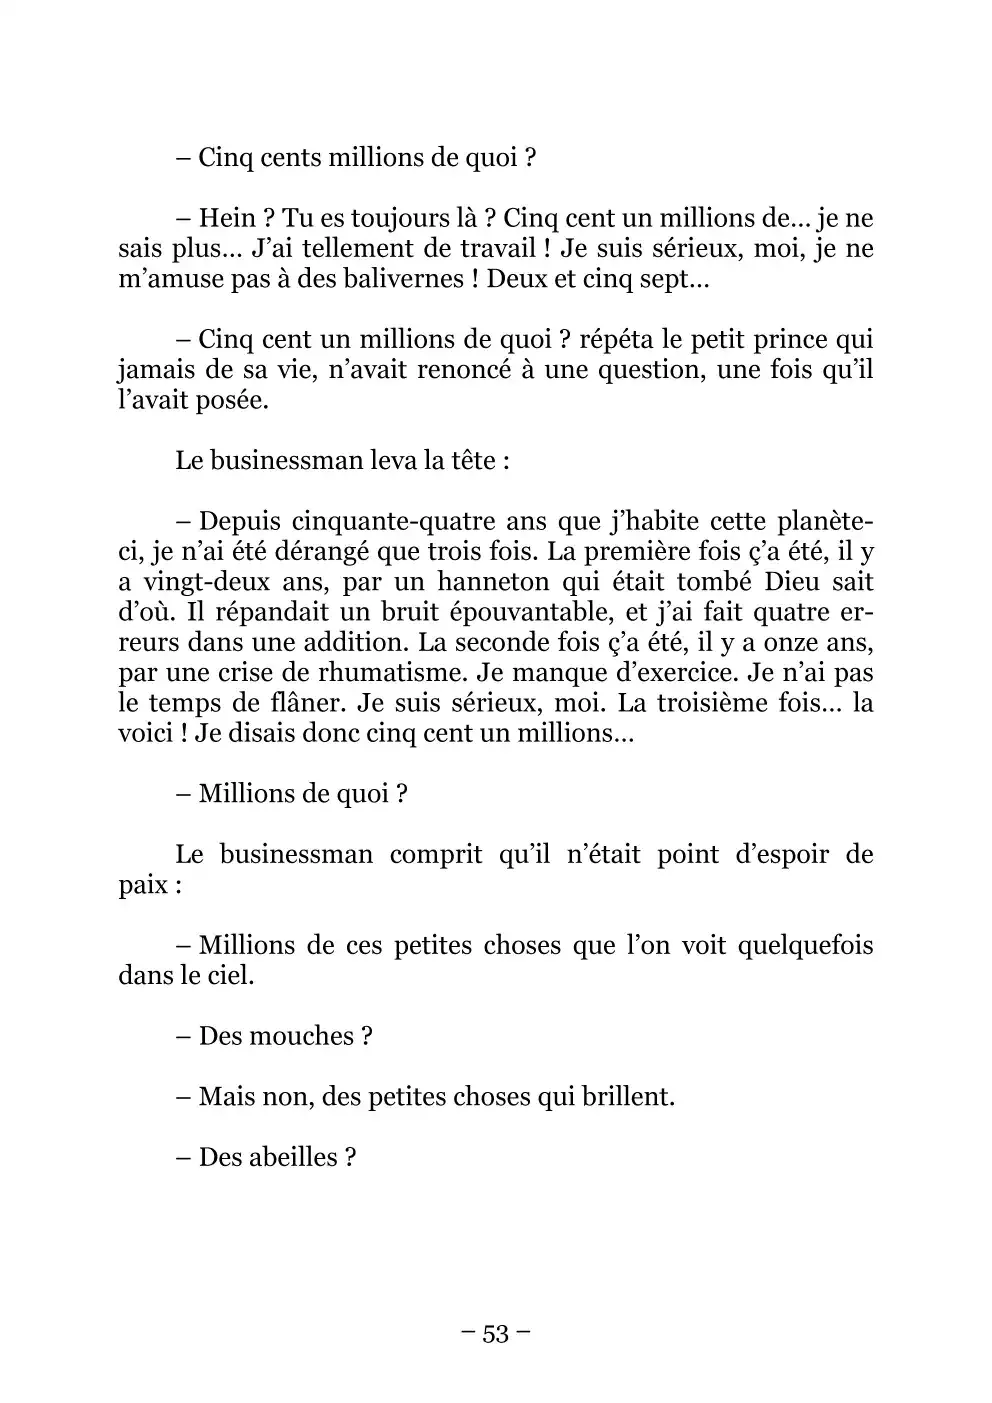 – Cinq cents millions de quoi ?
– Hein ? Tu es toujours là ? Cinq cent un millions de… je ne
sais plus… J’ai tellement de travail ! Je suis sérieux, moi, je ne
m’amuse pas à des balivernes ! Deux et cinq sept…
– Cinq cent un millions de quoi ? répéta le petit prince qui
jamais de sa vie, n’avait renoncé à une question, une fois qu’il
l’avait posée.
Le businessman leva la tête :
– Depuis cinquante-quatre ans que j’habite cette planète-
ci, je n’ai été dérangé que trois fois. La première fois ç’a été, il y
a vingt-deux ans, par un hanneton qui était tombé Dieu sait
d’où. Il répandait un bruit épouvantable, et j’ai fait quatre er-
reurs dans une addition. La seconde fois ç’a été, il y a onze ans,
par une crise de rhumatisme. Je manque d’exercice. Je n’ai pas
le temps de flâner. Je suis sérieux, moi. La troisième fois… la
voici ! Je disais donc cinq cent un millions…
– Millions de quoi ?
Le businessman comprit qu’il n’était point d’espoir de
paix :
– Millions de ces petites choses que l’on voit quelquefois
dans le ciel.
– Des mouches ?
– Mais non, des petites choses qui brillent.
– Des abeilles ?
– 53 –